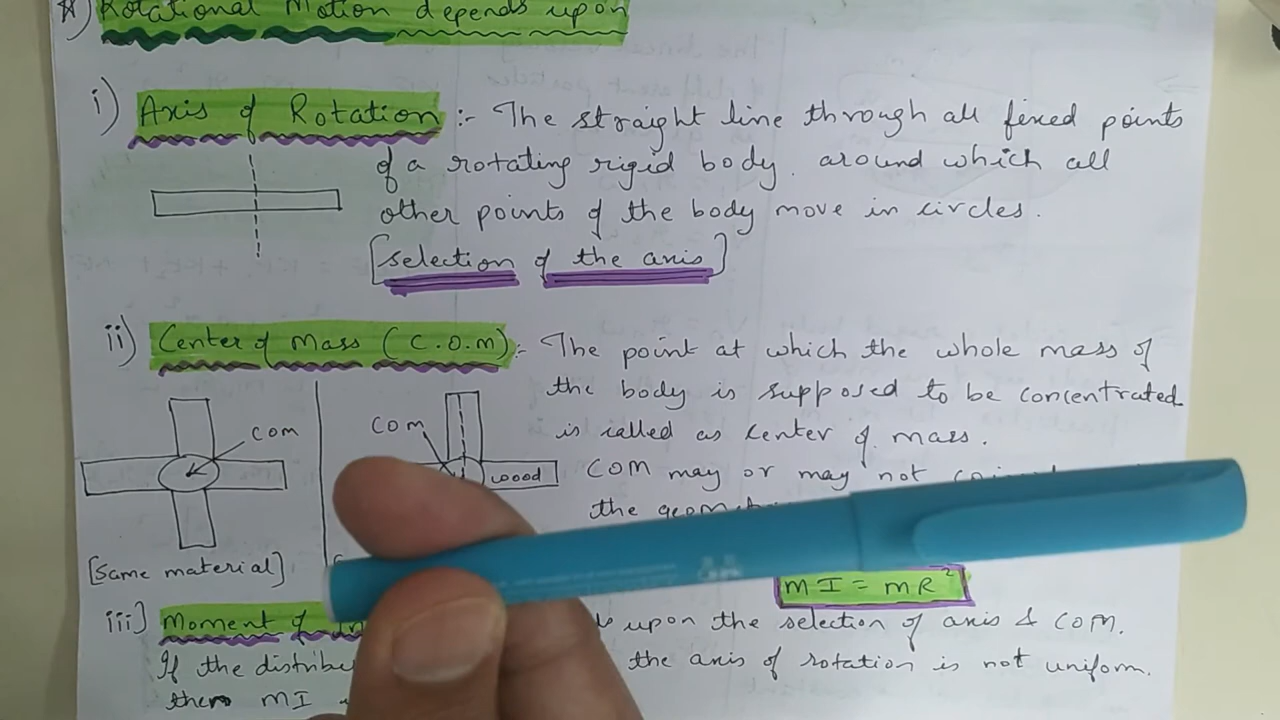 Rotational Motion depends upon
i) Axis of Rotation :- The straight line through all fixed points
of a rotating rigid body. around which all
other points of the body move in circles.
[selection of the axis]
ii) Center of Mass (C.O.M) :- The point at which the whole mass of
the body is supposed to be concentrated
is called as center of mass.
COM may or may not
the
COM
[same material]
COM
wood
MI = MR²
iii] Moment of
upon the selection of axis & COM.
If the
the axis of rotation is not uniform.
then MI